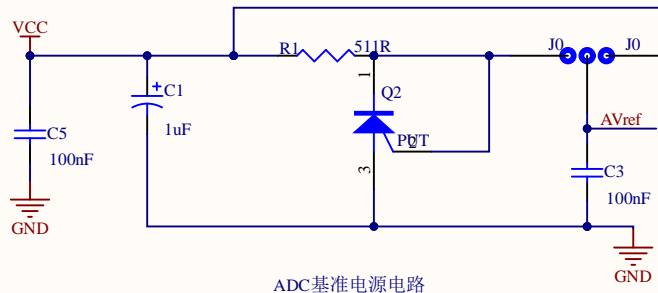 VCC
R1
511R
J0
J0
1
C1
Q2
1uF
AVref
C5
PUT
2
100nF
3
C3
100nF
GND
GND
ADC基准电源电路